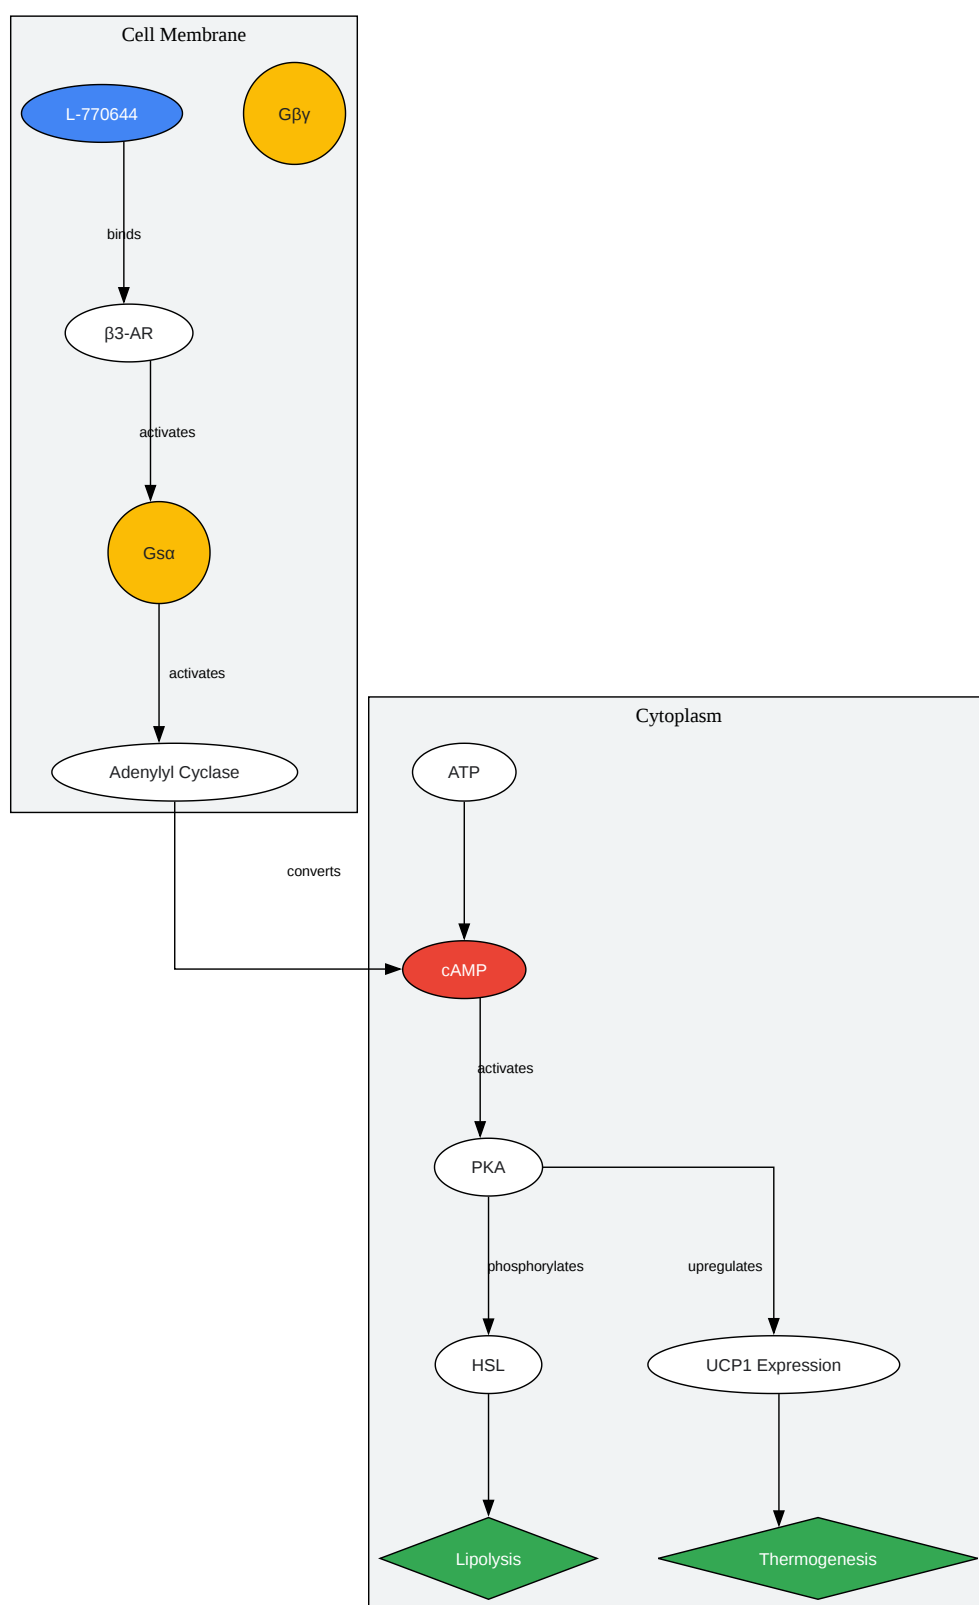 Cell Membrane
L-770644
Gβγ
binds
β3-AR
activates
Gsα
activates
Adenylyl Cyclase
converts
Cytoplasm
ATP
cAMP
activates
PKA
phosphorylates
upregulates
HSL
UCP1 Expression
Lipolysis
Thermogenesis